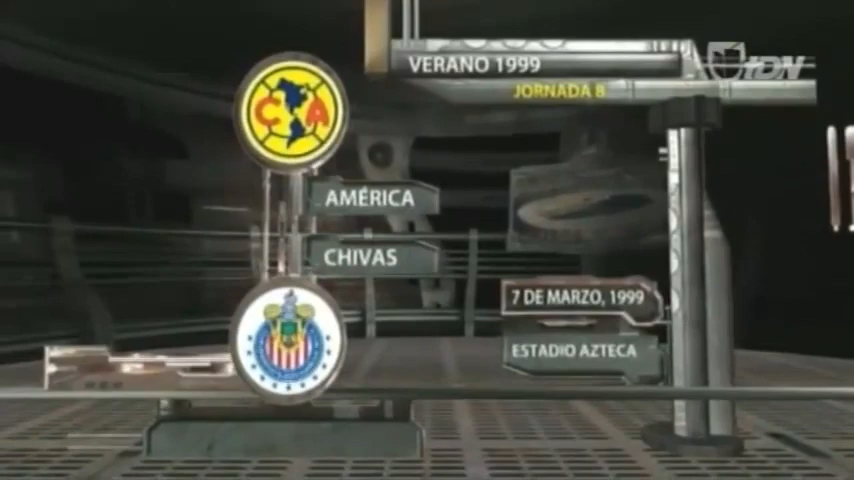 VERANO 1999
tDN
JORNADA 8
C A
AMÉRICA
CHIVAS
7 DE MARZO, 1999
ESTADIO AZTECA